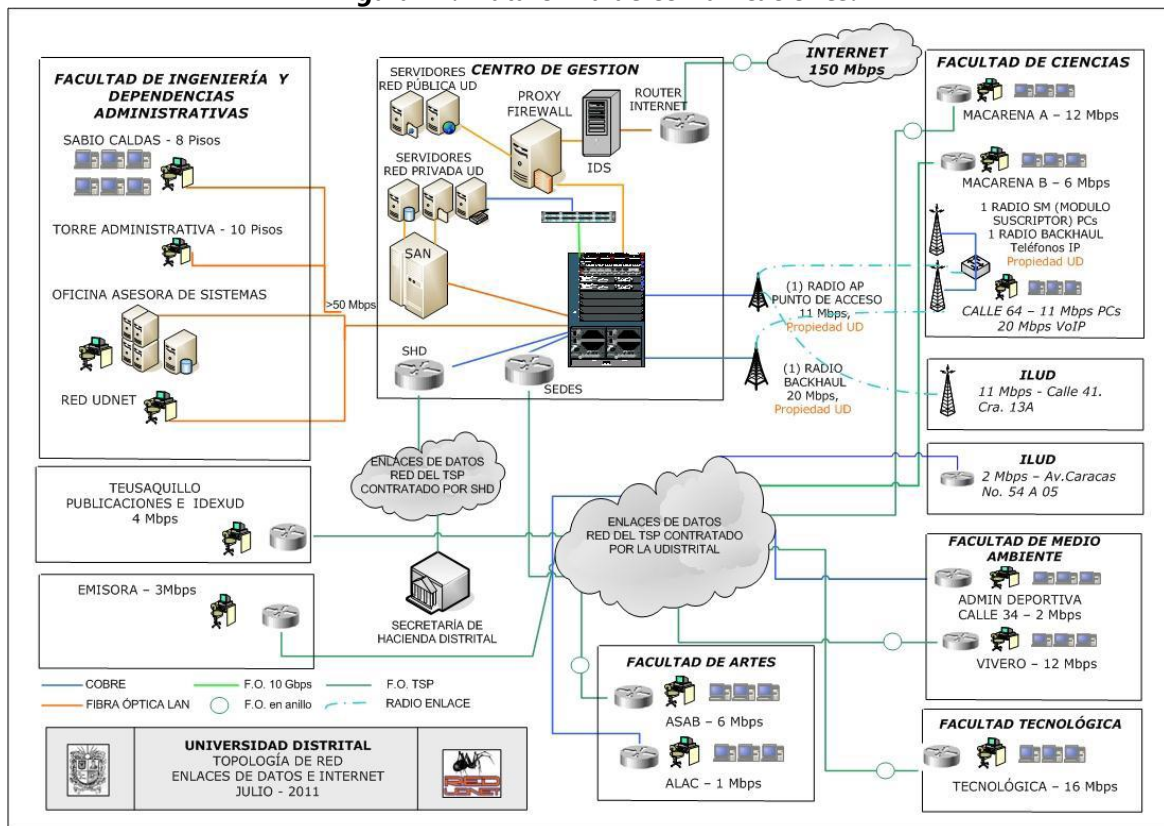 FACULTAD DE INGENIERÍA Y
DEPENDENCIAS
ADMINISTRATIVAS
SABIO CALDAS - 8 Pisos
TORRE ADMINISTRATIVA - 10 Pisos
OFICINA ASESORA DE SISTEMAS
>50 Mbps
RED UDNET
TEUSAQUILLO
PUBLICACIONES E IDEXUD
4 Mbps
EMISORA – 3Mbps
CENTRO DE GESTION
SERVIDORES
RED PÚBLICA UD
PROXY
FIREWALL
ROUTER
INTERNET
IDS
SERVIDORES
RED PRIVADA UD
SAN
SHD
SEDES
INTERNET
150 Mbps
(1) RADIO AP
PUNTO DE ACCESO
11 Mbps,
Propiedad UD
(1) RADIO
BACKHAUL
20 Mbps,
Propiedad UD
ENLACES DE DATOS
RED DEL TSP
CONTRATADO POR SHD
SECRETARÍA DE
HACIENDA DISTRITAL
ENLACES DE DATOS
RED DEL TSP CONTRATADO
POR LA UDISTRITAL
FACULTAD DE CIENCIAS
MACARENA A – 12 Mbps
MACARENA B – 6 Mbps
1 RADIO SM (MODULO
SUSCRIPTOR) PCs
1 RADIO BACKHAUL
Teléfonos IP
Propiedad UD
CALLE 64 – 11 Mbps PCs
20 Mbps VoIP
ILUD
11 Mbps - Calle 41.
Cra. 13A
ILUD
2 Mbps – Av.Caracas
No. 54 A 05
FACULTAD DE MEDIO
AMBIENTE
ADMIN DEPORTIVA
CALLE 34 – 2 Mbps
VIVERO – 12 Mbps
FACULTAD DE ARTES
ASAB – 6 Mbps
ALAC – 1 Mbps
FACULTAD TECNOLÓGICA
TECNOLÓGICA – 16 Mbps
COBRE
F.O. 10 Gbps
F.O. TSP
FIBRA ÓPTICA LAN
F.O. en anillo
RADIO ENLACE
UNIVERSIDAD DISTRITAL
TOPOLOGÍA DE RED
ENLACES DE DATOS E INTERNET
JULIO - 2011
RED
UDNET